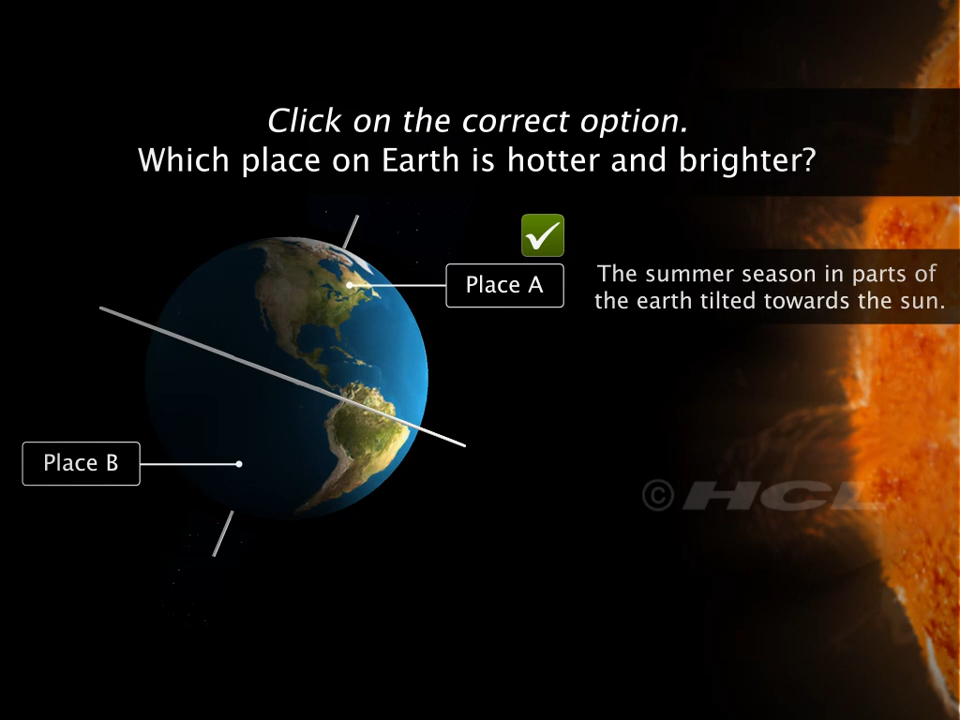 Click on the correct option.
Which place on Earth is hotter and brighter?
Place A
The summer season in parts of
the earth tilted towards the sun.
Place B
© HCL